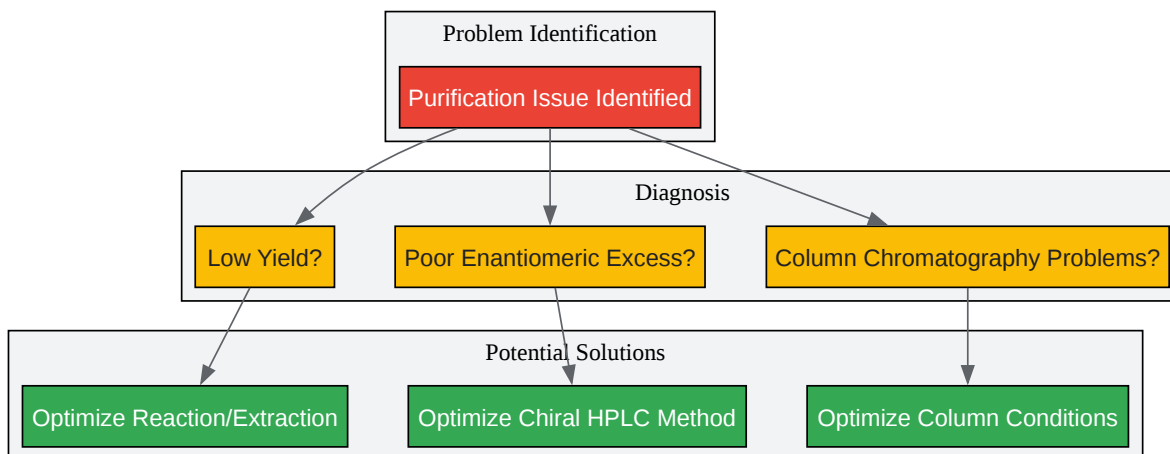 Problem Identification
Purification Issue Identified
Diagnosis
Low Yield?
Poor Enantiomeric Excess?
Column Chromatography Problems?
Potential Solutions
Optimize Reaction/Extraction
Optimize Chiral HPLC Method
Optimize Column Conditions